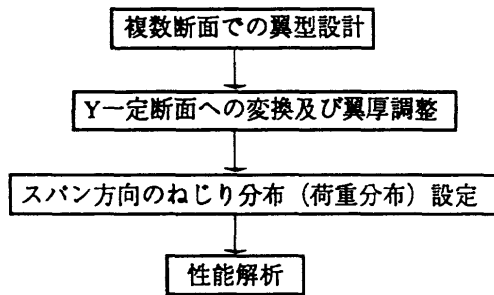 複数断面での翼型設計
Y一定断面への変換及び翼厚調整
スパン方向のねじり分布（荷重分布）設定
性能解析